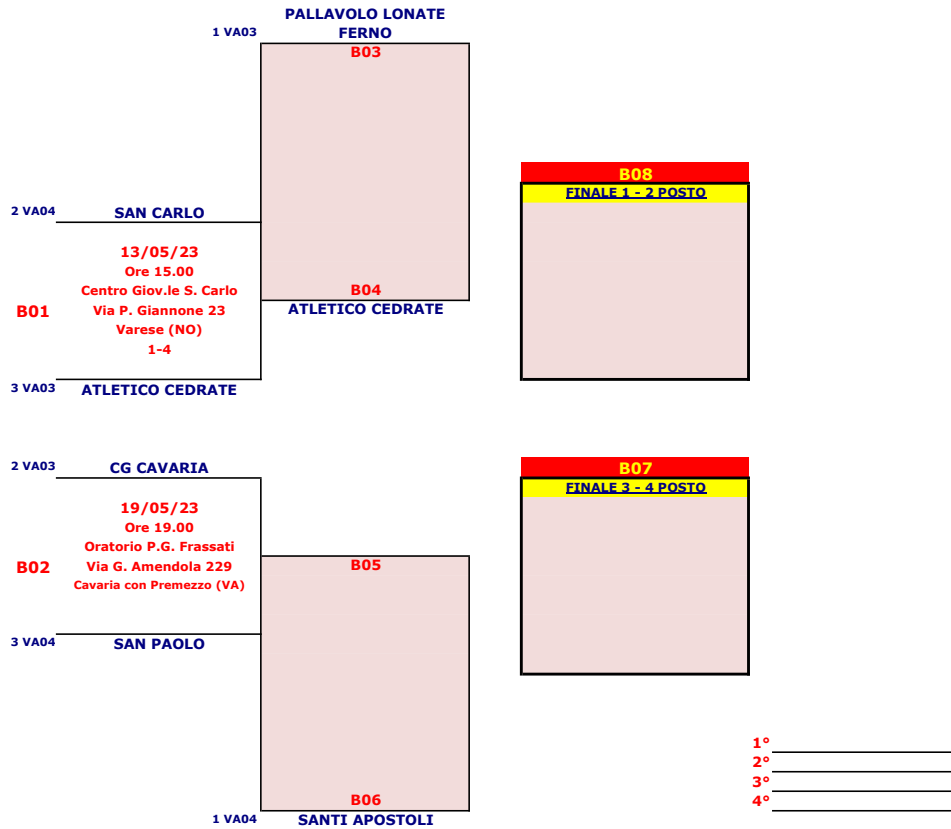 PALLAVOLO LONATE
FERNO
1 VA03
B03
B08
FINALE 1 - 2 POSTO
2 VA04
SAN CARLO
13/05/23
Ore 15.00
Centro Giov.le S. Carlo
B01
Via P. Giannone 23
Varese (NO)
1-4
B04
ATLETICO CEDRATE
3 VA03
ATLETICO CEDRATE
2 VA03
CG CAVARIA
B07
FINALE 3 - 4 POSTO
19/05/23
Ore 19.00
Oratorio P.G. Frassati
B02
Via G. Amendola 229
Cavaria con Premezzo (VA)
B05
3 VA04
SAN PAOLO
1°
2°
3°
4°
B06
1 VA04
SANTI APOSTOLI